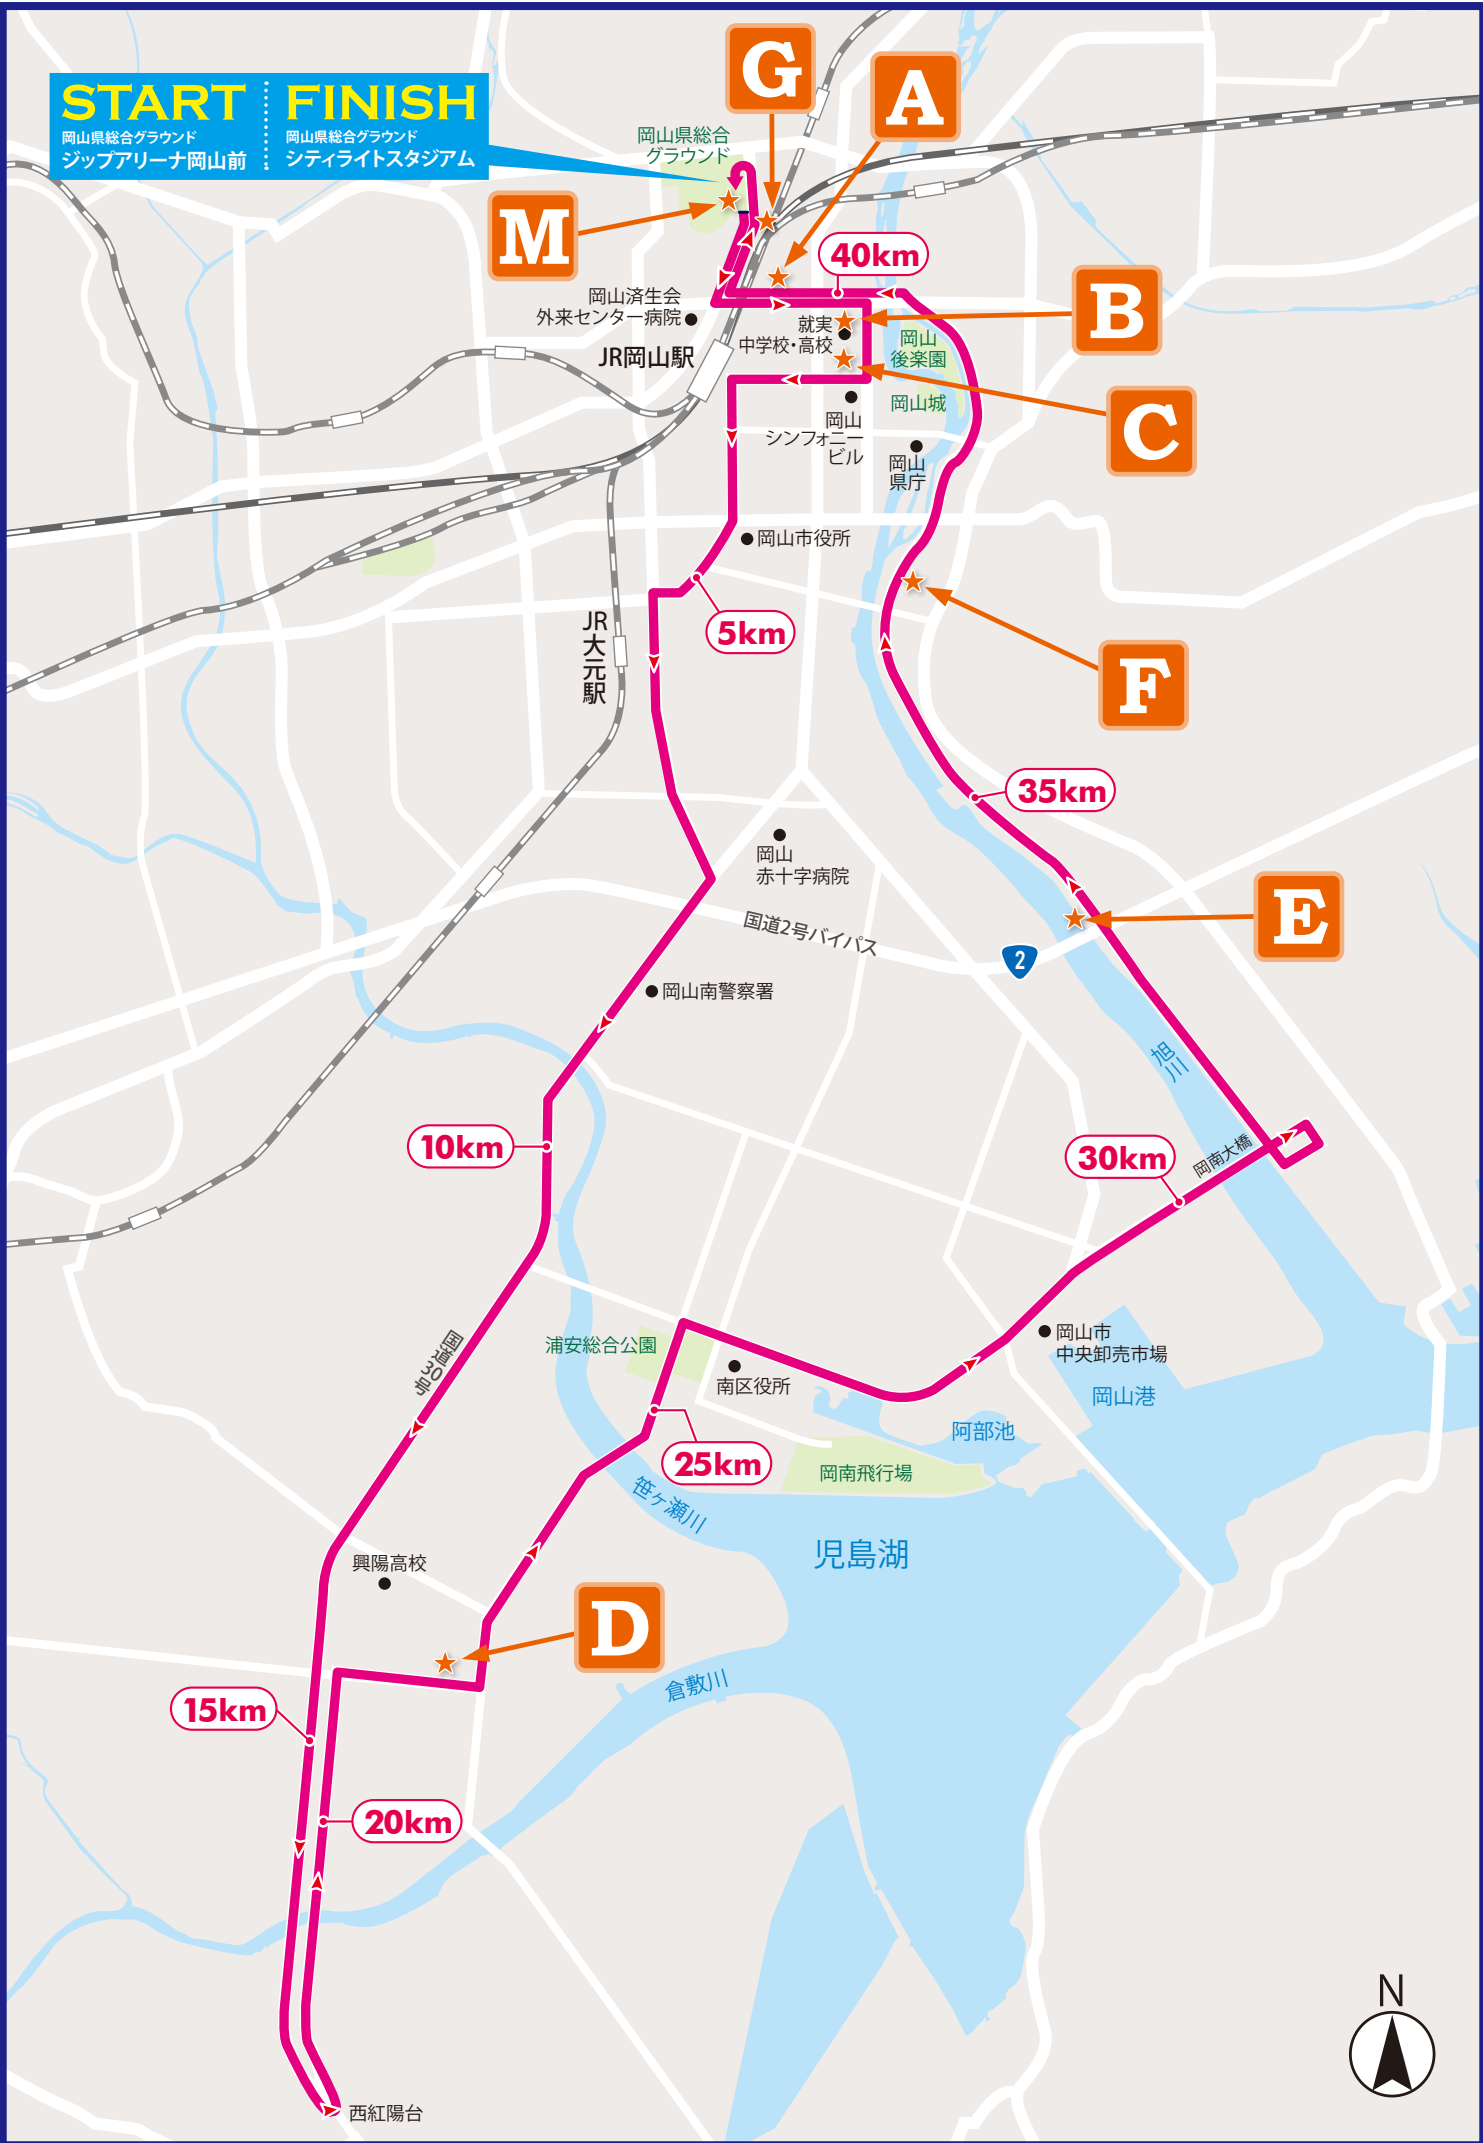 START
岡山県総合グラウンド
ジップアリーナ岡山前
FINISH
岡山県総合グラウンド
シティライトスタジアム
G
A
岡山県総合
グラウンド
M
40km
B
岡山済生会
外来センター病院
就実
中学校・高校
JR岡山駅
岡山
後楽園
C
岡山城
岡山
シンフォニー
ビル
岡山
県庁
岡山市役所
5km
JR大元駅
F
35km
岡山
赤十字病院
国道2号バイパス
E
2
岡山南警察署
旭川
10km
30km
岡南大橋
国道30号
浦安総合公園
南区役所
岡山市
中央卸売市場
岡山港
阿部池
25km
岡南飛行場
笹ヶ瀬川
児島湖
興陽高校
D
倉敷川
15km
20km
N
西紅陽台